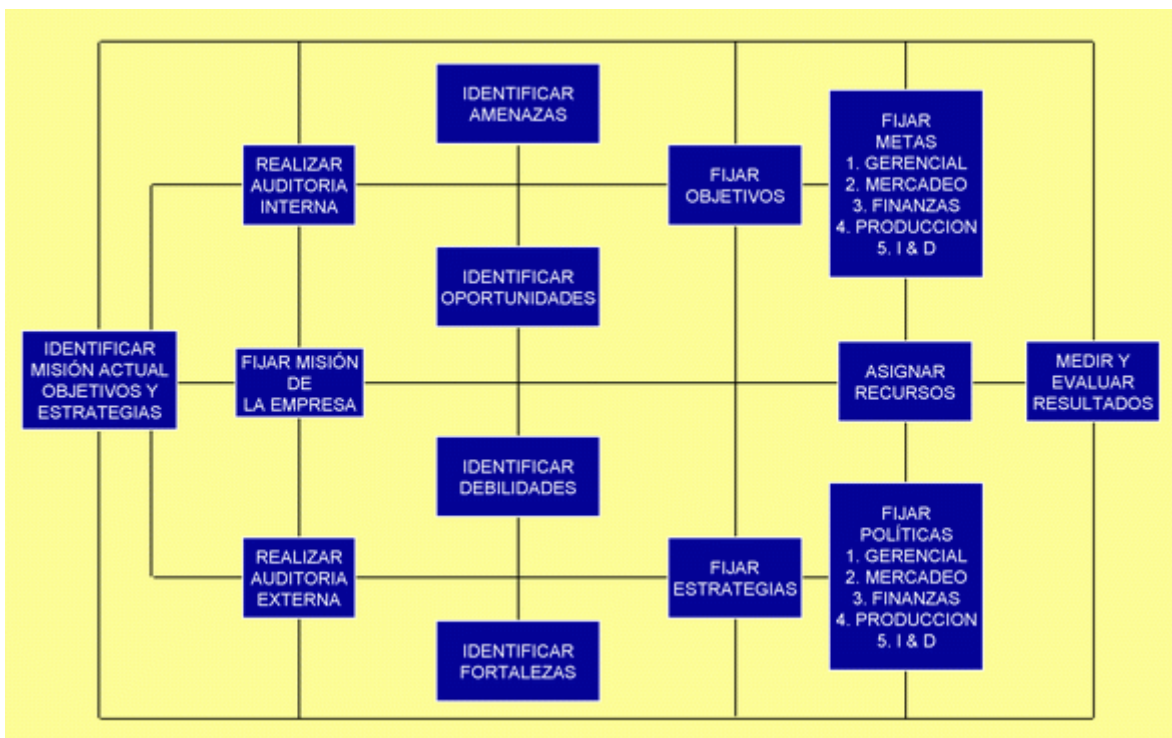 IDENTIFICAR
MISIÓN ACTUAL
OBJETIVOS Y
ESTRATEGIAS
REALIZAR
AUDITORIA
INTERNA
FIJAR MISIÓN
DE
LA EMPRESA
REALIZAR
AUDITORIA
EXTERNA
IDENTIFICAR
AMENAZAS
IDENTIFICAR
OPORTUNIDADES
IDENTIFICAR
DEBILIDADES
IDENTIFICAR
FORTALEZAS
FIJAR
OBJETIVOS
FIJAR
ESTRATEGIAS
FIJAR
METAS
1. GERENCIAL
2. MERCADEO
3. FINANZAS
4. PRODUCCION
5. I & D
ASIGNAR
RECURSOS
FIJAR
POLÍTICAS
1. GERENCIAL
2. MERCADEO
3. FINANZAS
4. PRODUCCION
5. I & D
MEDIR Y
EVALUAR
RESULTADOS